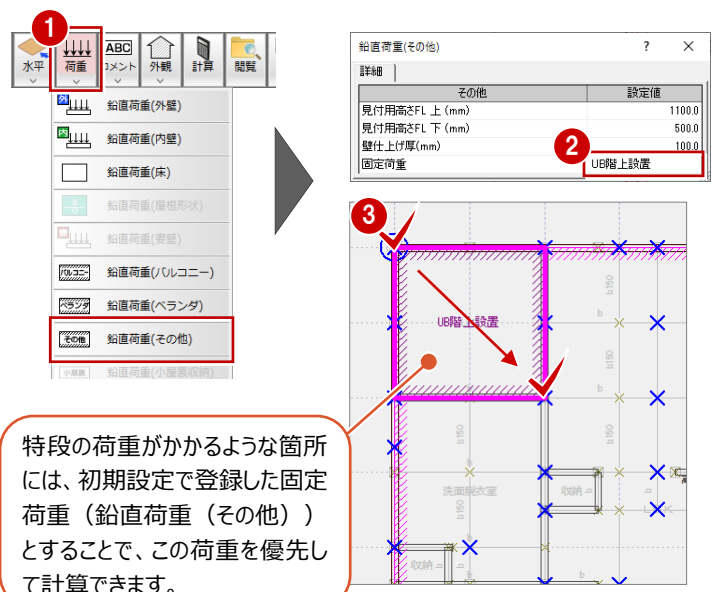 1
水平
荷重
ABC
コメント
外観
計算
閲覧
外
鉛直荷重(外壁)
内
鉛直荷重(内壁)
鉛直荷重(床)
鉛直荷重(屋根形状)
鉛直荷重(妻壁)
バルコニー
鉛直荷重(バルコニー)
ベランダ
鉛直荷重(ベランダ)
その他
鉛直荷重(その他)
小屋裏
鉛直荷重(小屋裏収納)
鉛直荷重(その他)
? ×
詳細
その他 設定値
見付用高さFL 上 (mm) 1100.0
見付用高さFL 下 (mm) 500.0
壁仕上げ厚(mm) 100.0
2
固定荷重 UB階上設置
3
UB階上設置
b150
b
b150
b
b150
b150
洗面脱衣室
収納
b150
収納
b
特段の荷重がかかるような箇所
には、初期設定で登録した固定
荷重（鉛直荷重（その他））
とすることで、この荷重を優先し
て計算できます。